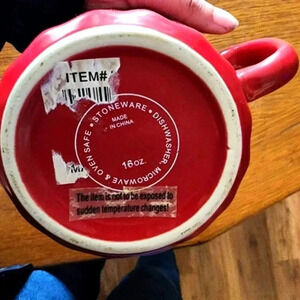 ITEM#
• STONEWARE • DISHWASHER, MICROWAVE & OVEN SAFE
MADE
IN CHINA
16oz.
MA
The item is not to be exposed to
sudden temperature changes!